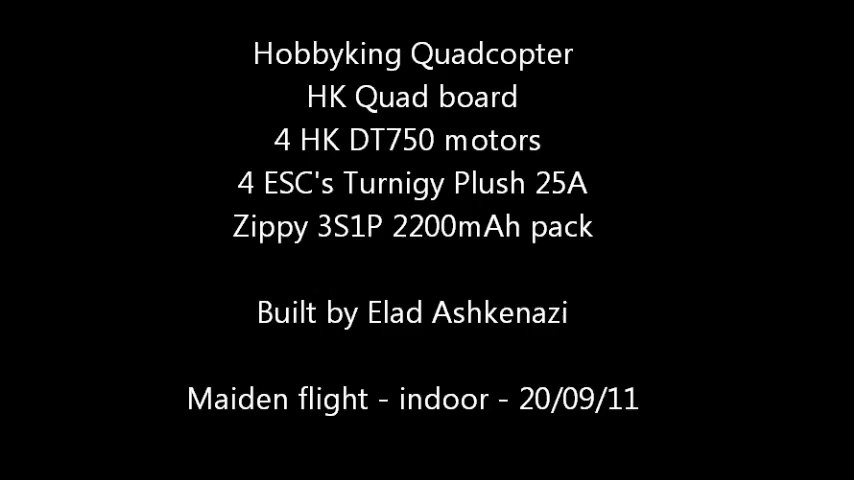 Hobbyking Quadcopter
HK Quad board
4 HK DT750 motors
4 ESC's Turnigy Plush 25A
Zippy 3S1P 2200mAh pack
Built by Elad Ashkenazi
Maiden flight - indoor - 20/09/11